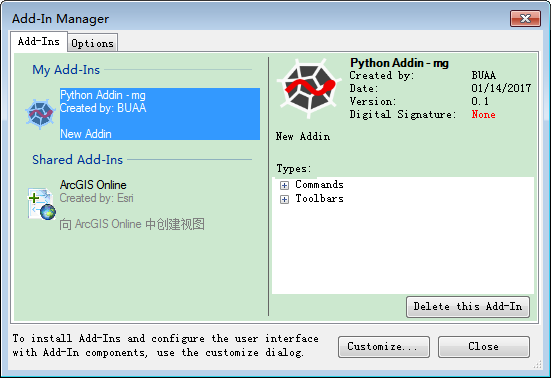 Add-In Manager
Add-Ins
Options
My Add-Ins
Python Addin - mg
Created by: BUAA
New Addin
Shared Add-Ins
ArcGIS Online
Created by: Esri
向 ArcGIS Online 中创建视图
Python Addin - mg
Created by: BUAA
Date: 01/14/2017
Version: 0.1
Digital Signature: None
New Addin
Types:
Commands
Toolbars
Delete this Add-In
To install Add-Ins and configure the user interface
with Add-In components, use the customize dialog.
Customize...
Close